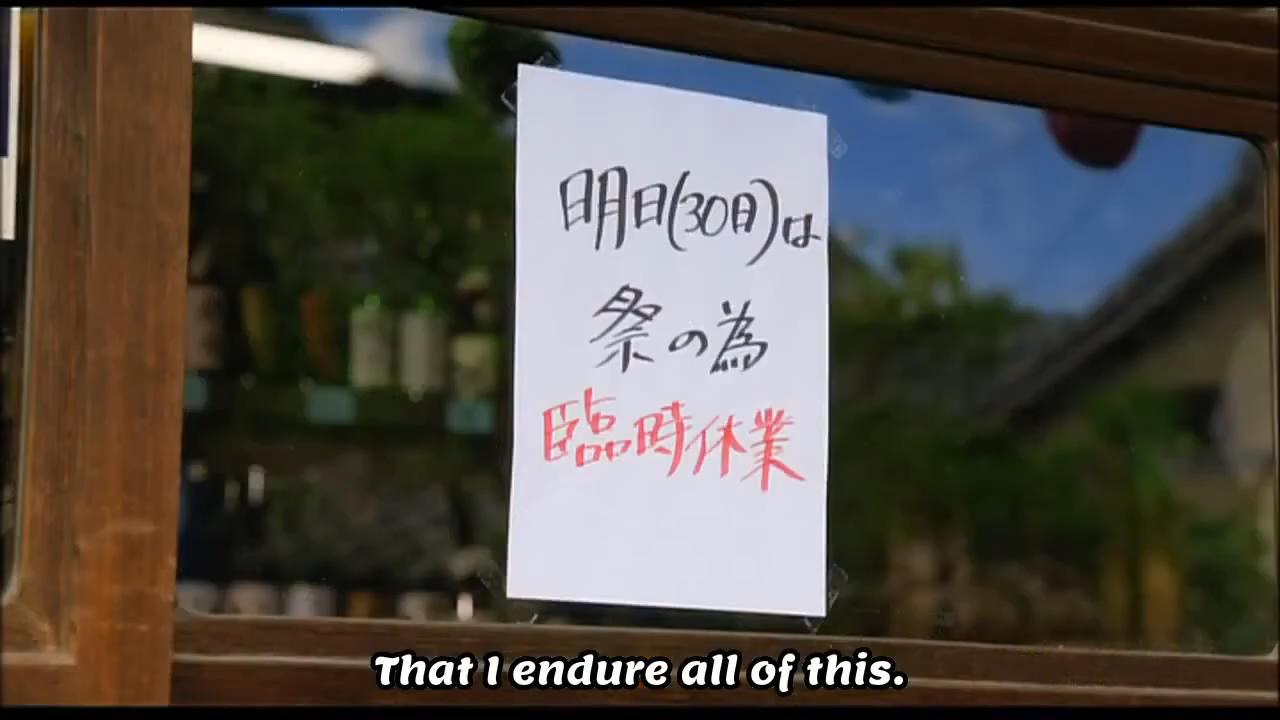 明日(30日)は
祭の為
臨時休業
That I endure all of this.